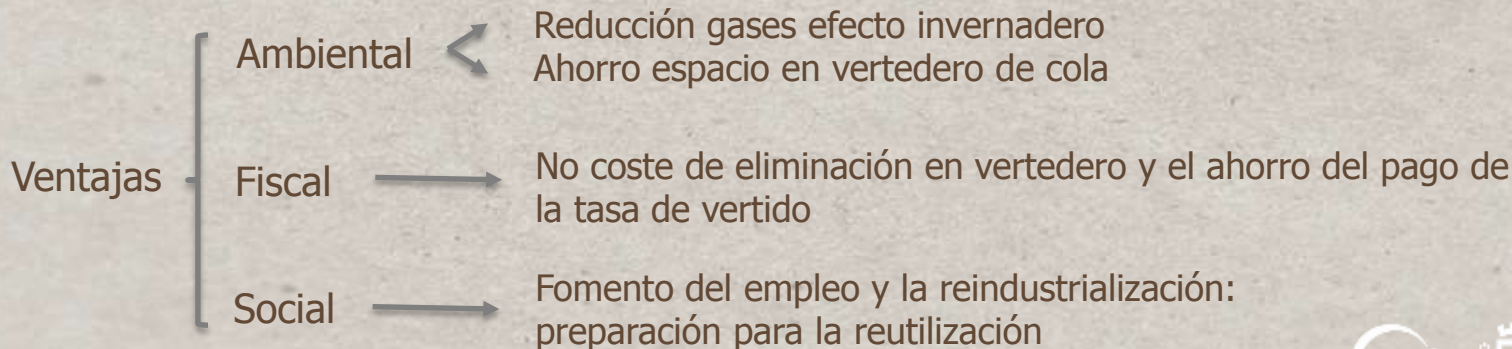 Ventajas
Ambiental
Reducción gases efecto invernadero
Ahorro espacio en vertedero de cola
Fiscal
No coste de eliminación en vertedero y el ahorro del pago de
la tasa de vertido
Social
Fomento del empleo y la reindustrialización:
preparación para la reutilización